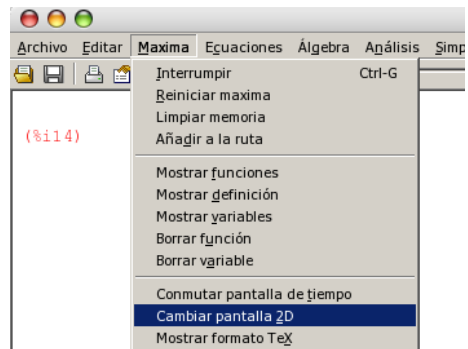 Archivo Editar Maxima Ecuaciones Álgebra Análisis Simp
Interrumpir Ctrl-G
Reiniciar maxima
Limpiar memoria
(%i14)
Añadir a la ruta
Mostrar funciones
Mostrar definición
Mostrar variables
Borrar función
Borrar variable
Conmutar pantalla de tiempo
Cambiar pantalla 2D
Mostrar formato TeX